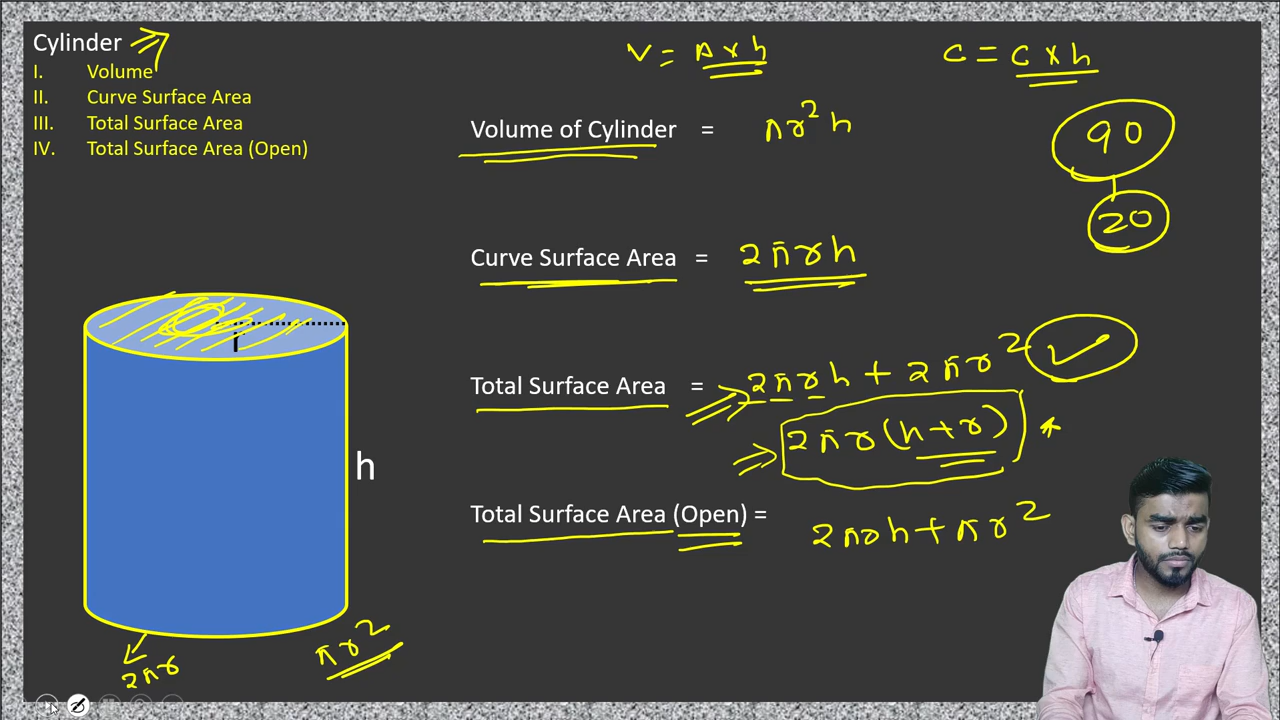 Cylinder
I. Volume
II. Curve Surface Area
III. Total Surface Area
IV. Total Surface Area (Open)
V = A × h
C = C × h
Volume of Cylinder = πr² h
90
20
Curve Surface Area = 2πrh
Total Surface Area = 2πrh + 2πr²
2πr(h+r) *
Total Surface Area (Open) = 2πrh + πr²
r
h
2πr
πr²